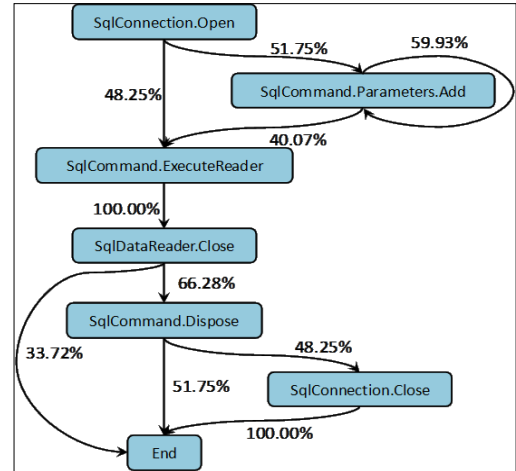 SqlConnection.Open
51.75%
59.93%
48.25%
SqlCommand.Parameters.Add
40.07%
SqlCommand.ExecuteReader
100.00%
SqlDataReader.Close
66.28%
SqlCommand.Dispose
33.72%
48.25%
51.75%
SqlConnection.Close
100.00%
End